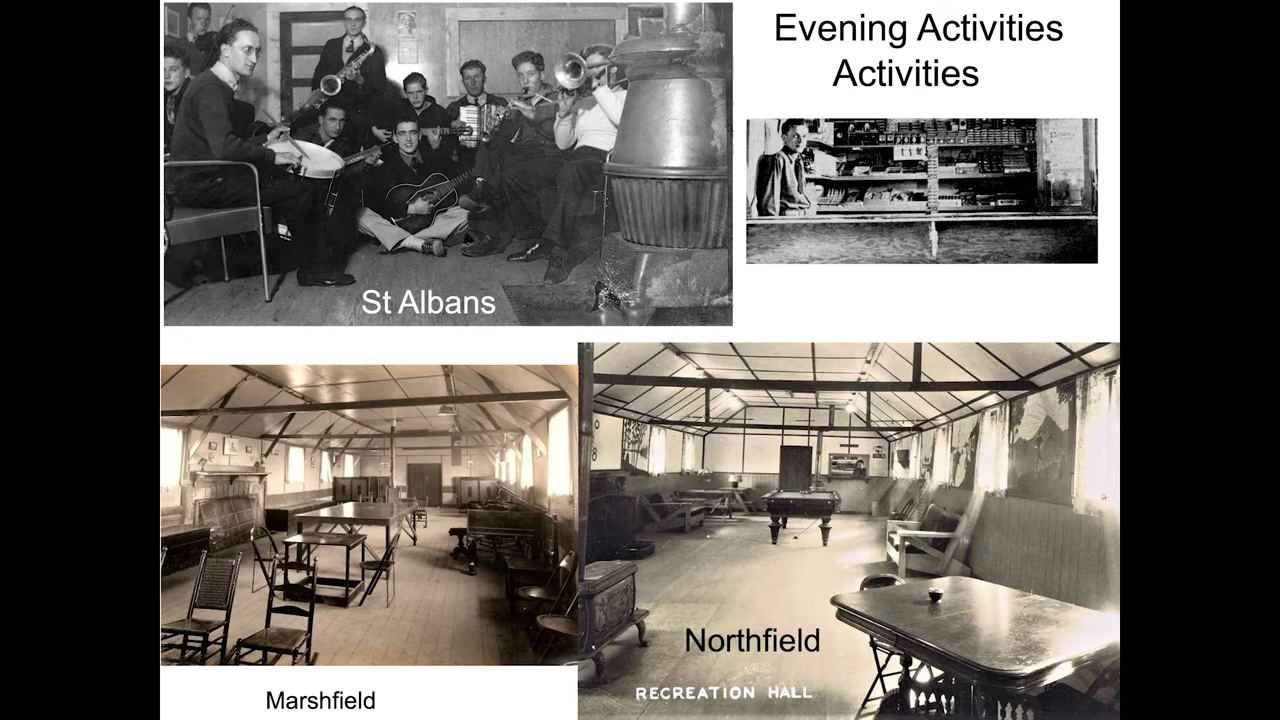 Evening Activities
Activities
St Albans
Marshfield
Northfield
RECREATION HALL